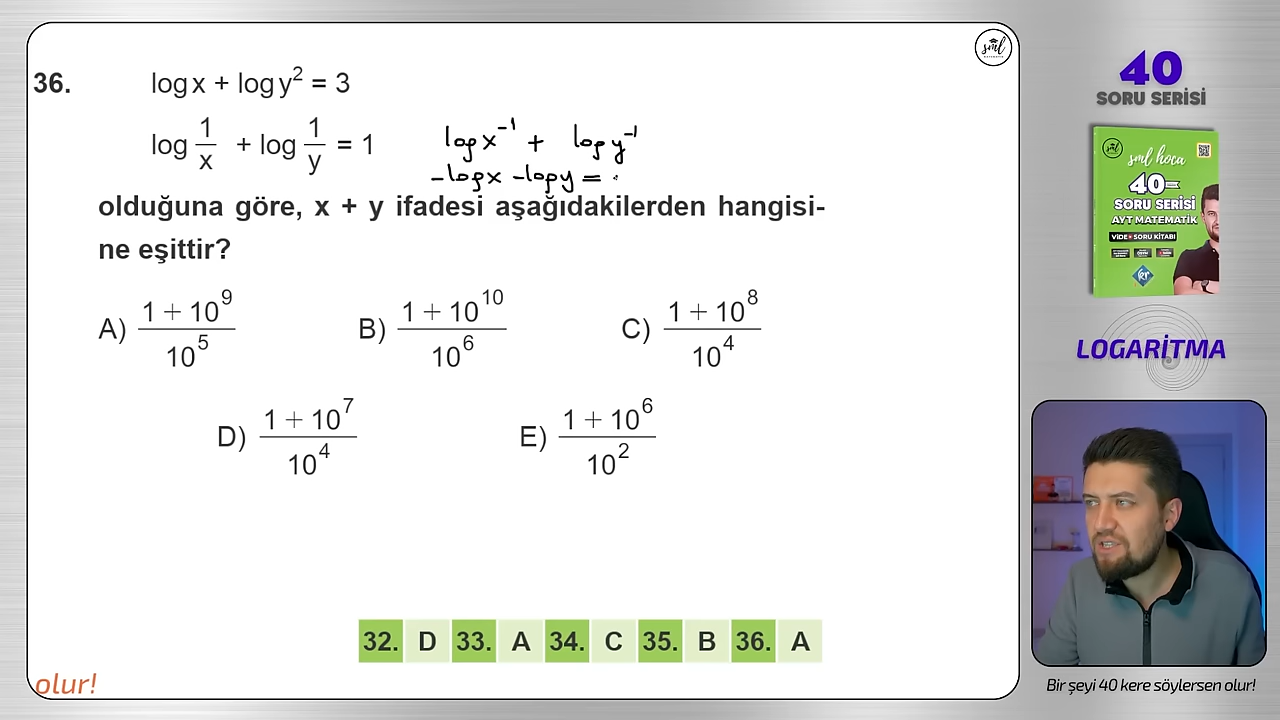 sml
40
SORU SERİSİ
36. log x + log y² = 3
log 1/x + log 1/y = 1
log x⁻¹ + log y⁻¹
-log x - log y =
olduğuna göre, x + y ifadesi aşağıdakilerden hangisi-
ne eşittir?
A) (1 + 10⁹)/10⁵ B) (1 + 10¹⁰)/10⁶ C) (1 + 10⁸)/10⁴
D) (1 + 10⁷)/10⁴ E) (1 + 10⁶)/10²
32. D 33. A 34. C 35. B 36. A
olur!
sml hoca
40
SORU SERİSİ
AYT MATEMATİK
VİDEO SORU KİTABI
LOGARİTMA
Bir şeyi 40 kere söylersen olur!